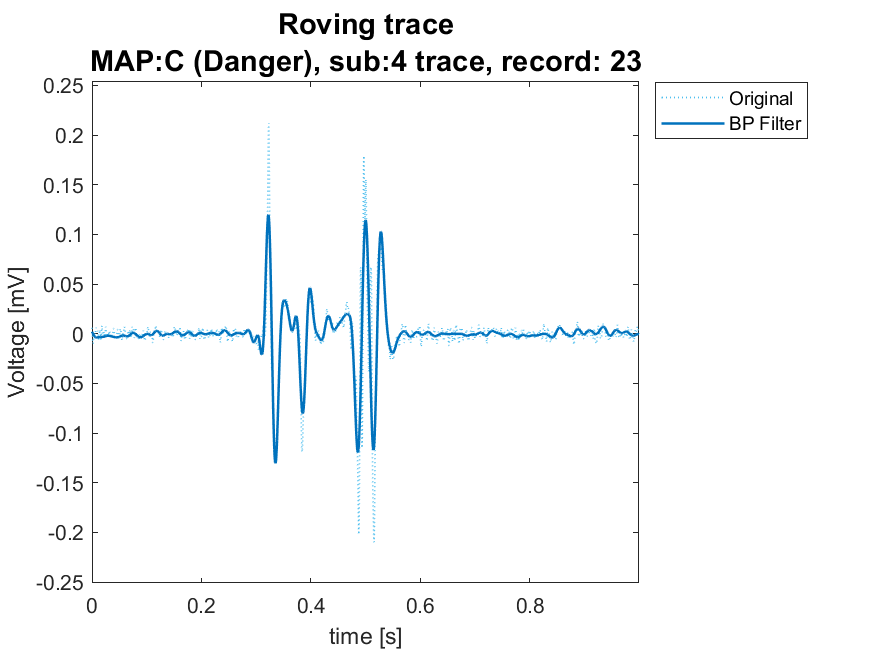 Roving trace
MAP:C (Danger), sub:4 trace, record: 23
Original
BP Filter
0.25
0.2
0.15
0.1
0.05
0
-0.05
-0.1
-0.15
-0.2
-0.25
Voltage [mV]
0
0.2
0.4
0.6
0.8
time [s]